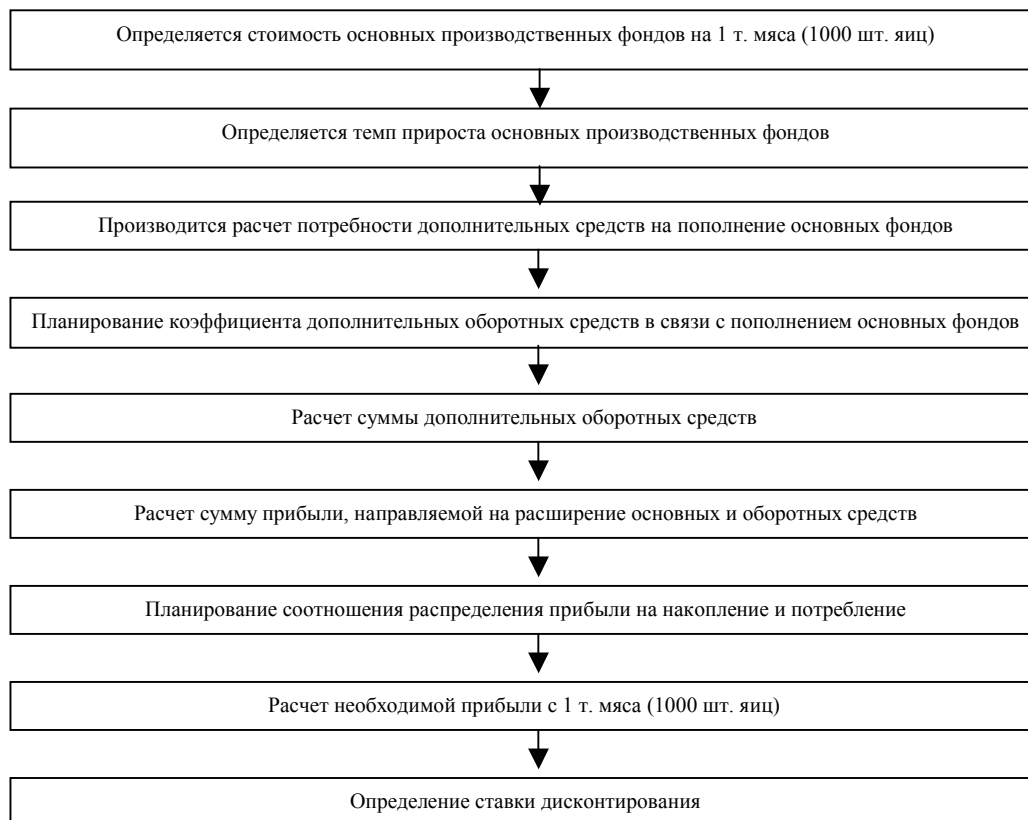 Определяется стоимость основных производственных фондов на 1 т. мяса (1000 шт. яиц)
Определяется темп прироста основных производственных фондов
Производится расчет потребности дополнительных средств на пополнение основных фондов
Планирование коэффициента дополнительных оборотных средств в связи с пополнением основных фондов
Расчет суммы дополнительных оборотных средств
Расчет сумму прибыли, направляемой на расширение основных и оборотных средств
Планирование соотношения распределения прибыли на накопление и потребление
Расчет необходимой прибыли с 1 т. мяса (1000 шт. яиц)
Определение ставки дисконтирования